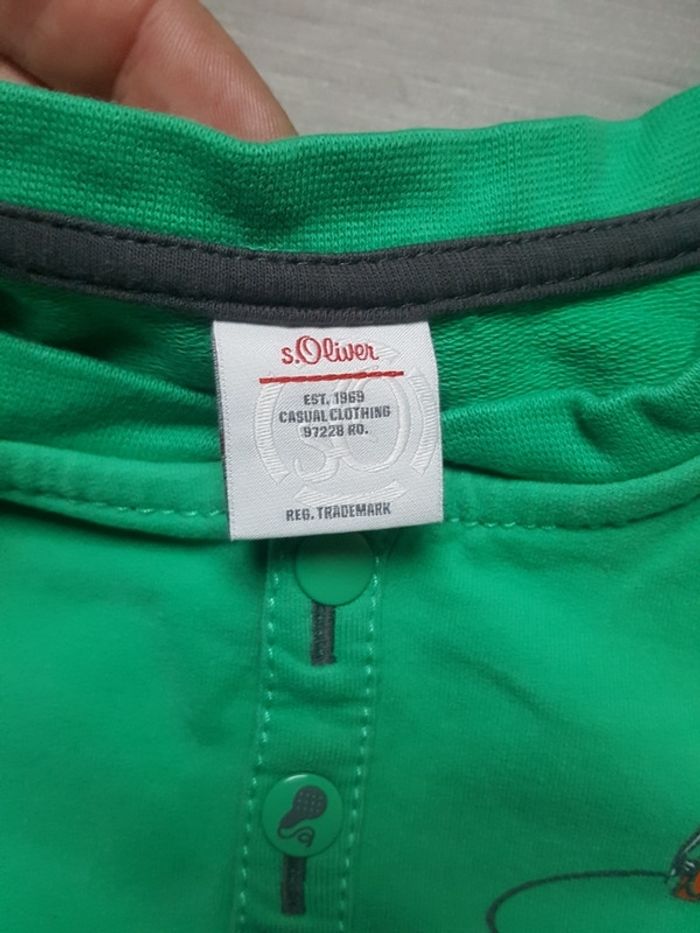 s.Oliver
EST. 1969
CASUAL CLOTHING
97228 RO.
REG. TRADEMARK